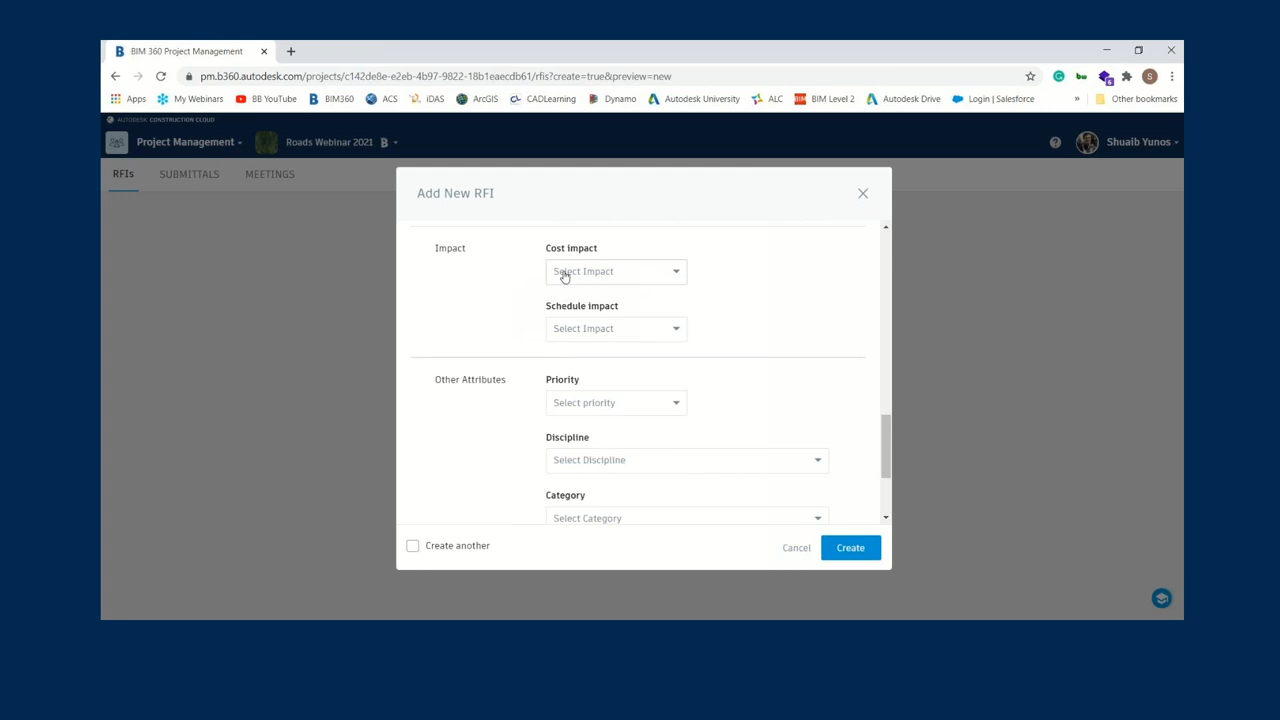 BIM 360 Project Management
pm.b360.autodesk.com/projects/c142de8e-e2eb-4b97-9822-18b1eaecdb61/rfis?create=true&preview=new
S
Apps My Webinars BB YouTube BIM360 ACS iDAS ArcGIS CADLearning Dynamo Autodesk University ALC BIM Level 2 Autodesk Drive Login | Salesforce » Other bookmarks
AUTODESK CONSTRUCTION CLOUD
Project Management Roads Webinar 2021 B Shuaib Yunos
RFIs SUBMITTALS MEETINGS
Add New RFI
Impact Cost impact
Select Impact
Schedule impact
Select Impact
Other Attributes Priority
Select priority
Discipline
Select Discipline
Category
Select Category
Create another Cancel Create